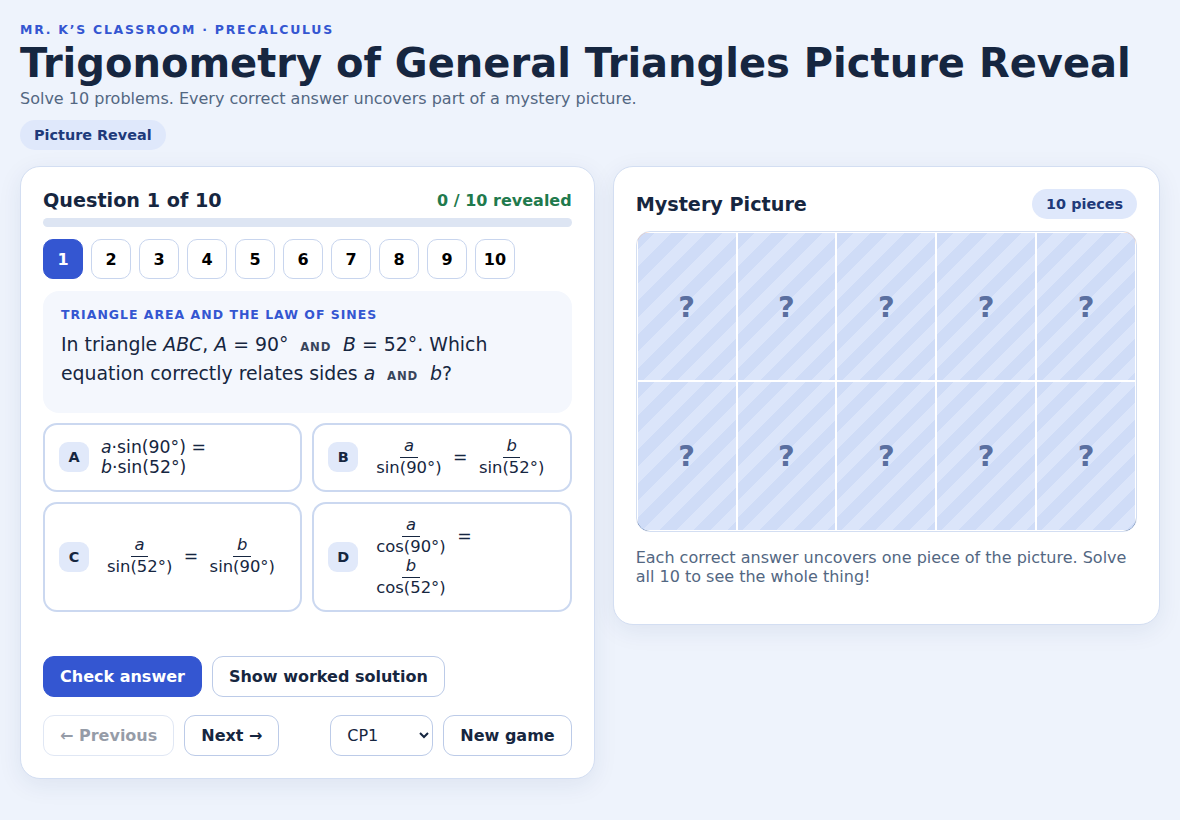 MR. K’S CLASSROOM · PRECALCULUS
Trigonometry of General Triangles Picture Reveal
Solve 10 problems. Every correct answer uncovers part of a mystery picture.
Picture Reveal
Question 1 of 10
0 / 10 revealed
1 2 3 4 5 6 7 8 9 10
TRIANGLE AREA AND THE LAW OF SINES
In triangle ABC, A = 90° AND B = 52°. Which
equation correctly relates sides a AND b?
A
a·sin(90°) =
b·sin(52°)
B
a/sin(90°) = b/sin(52°)
C
a/sin(52°) = b/sin(90°)
D
a/cos(90°) =
b/cos(52°)
Check answer
Show worked solution
← Previous
Next →
CP1
New game
Mystery Picture
10 pieces
? ? ? ? ?
? ? ? ? ?
Each correct answer uncovers one piece of the picture. Solve
all 10 to see the whole thing!